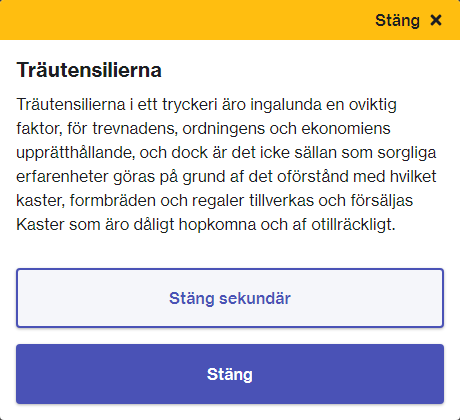 Stäng
Träutensilierna
Träutensilierna i ett tryckeri äro ingalunda en oviktig
faktor, för trevnadens, ordningens och ekonomiens
upprätthållande, och dock är det icke sällan som sorgliga
erfarenheter göras på grund af det oförstånd med hvilket
kaster, formbräden och regaler tillverkas och försäljas
Kaster som äro dåligt hopkomna och af otillräckligt.
Stäng sekundär
Stäng